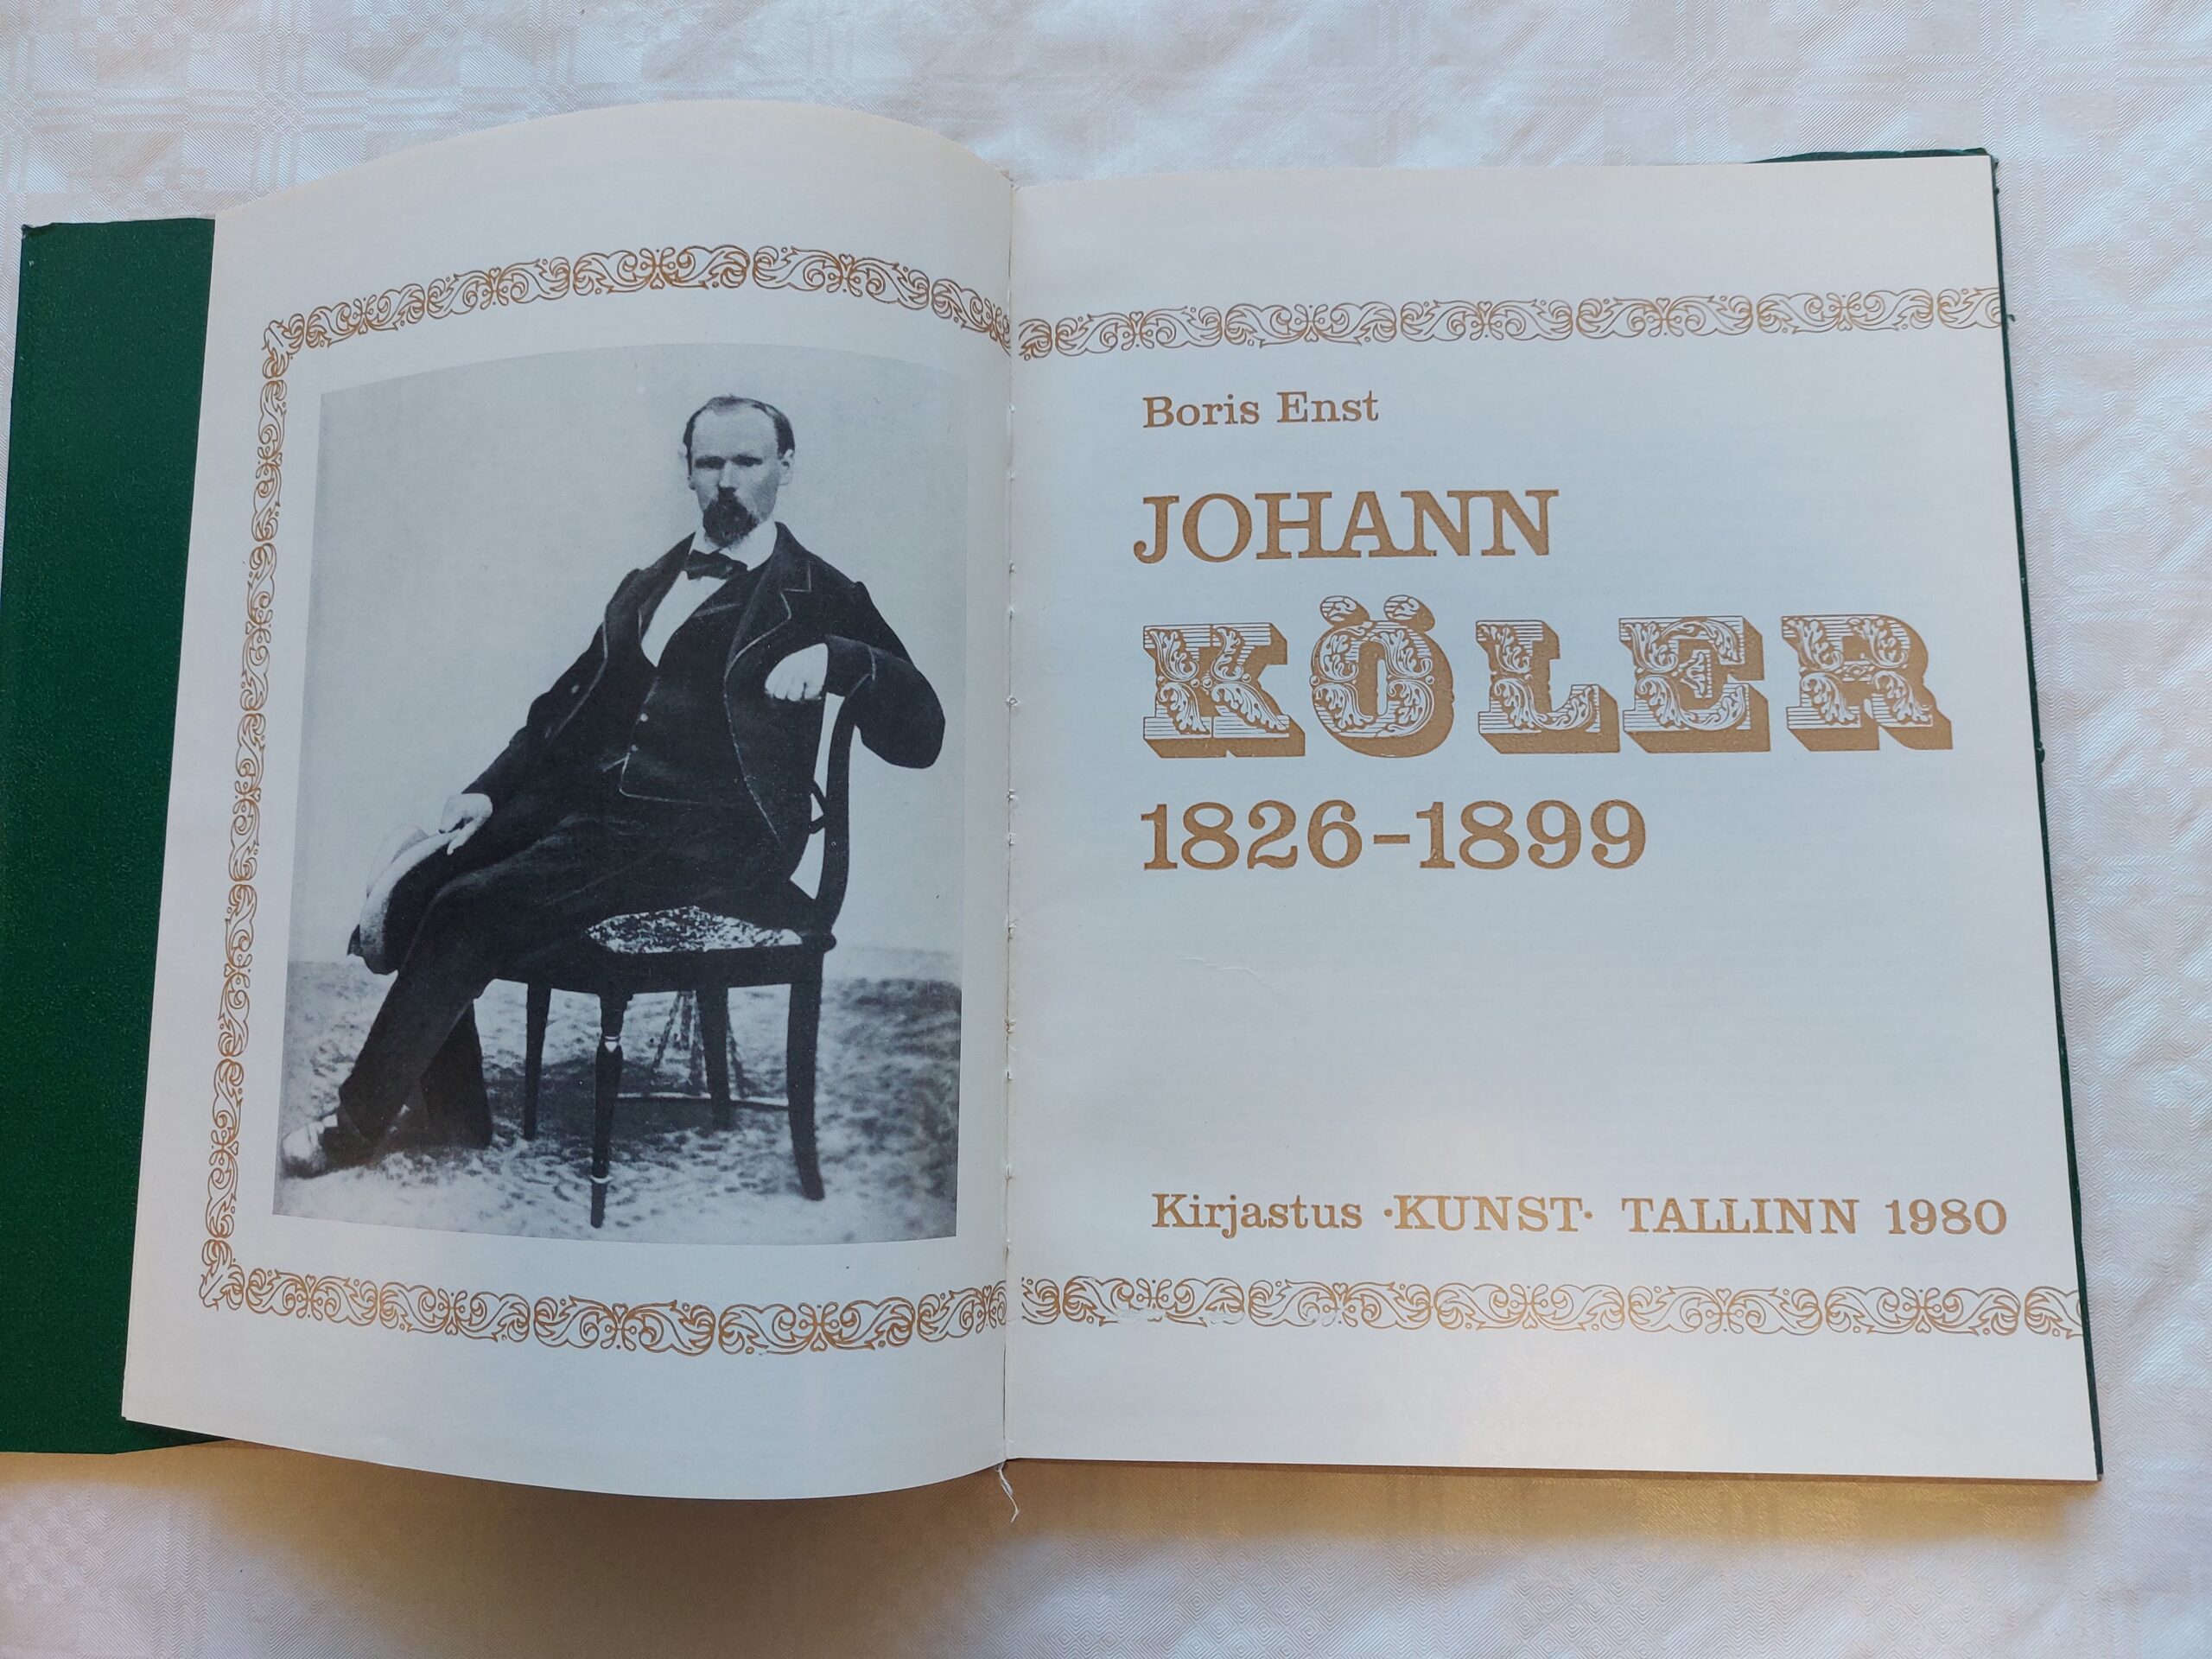 Boris Enst
JOHANN
KÖLER
1826-1899
Kirjastus ·KUNST· TALLINN 1980